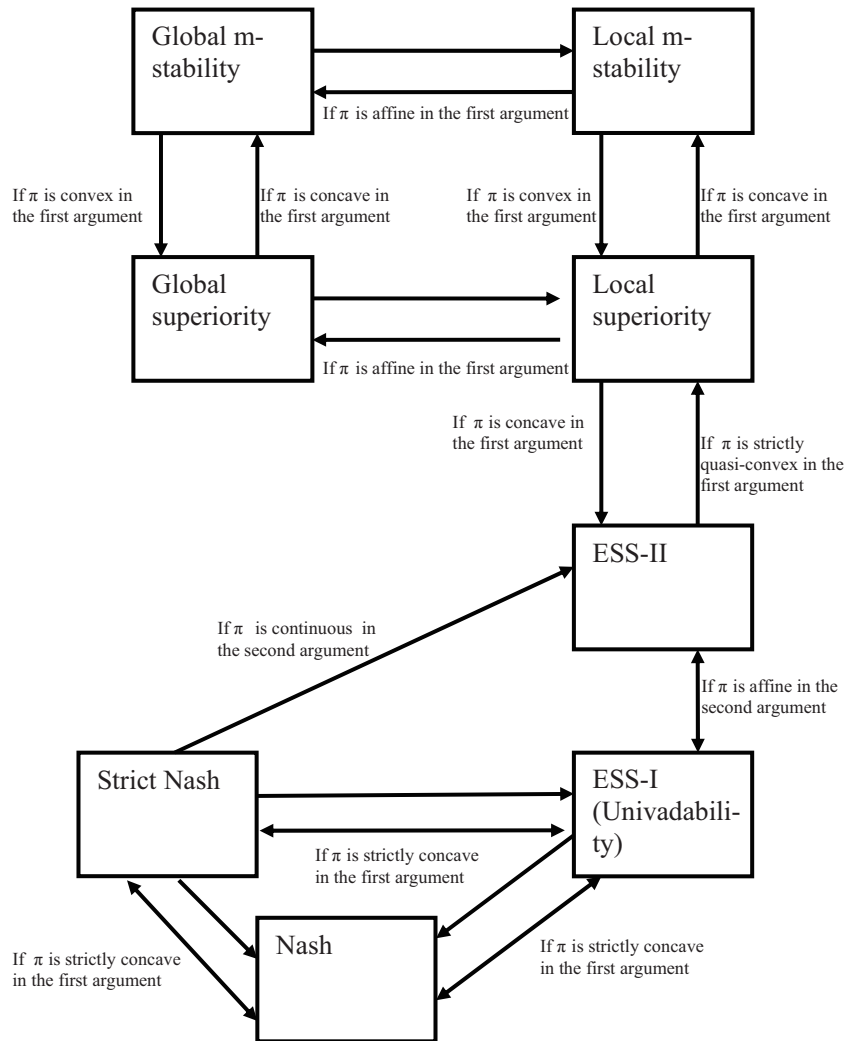 Global m-
stability
Local m-
stability
If π is affine in the first argument
If π is convex in
the first argument
If π is concave in
the first argument
If π is convex in
the first argument
If π is concave in
the first argument
Global
superiority
Local
superiority
If π is affine in the first argument
If π is concave in
the first argument
If π is strictly
quasi-convex in the
first argument
ESS-II
If π is continuous in
the second argument
If π is affine in the
second argument
Strict Nash
ESS-I
(Univadabili-
ty)
If π is strictly concave
in the first argument
Nash
If π is strictly concave
in the first argument
If π is strictly concave
in the first argument